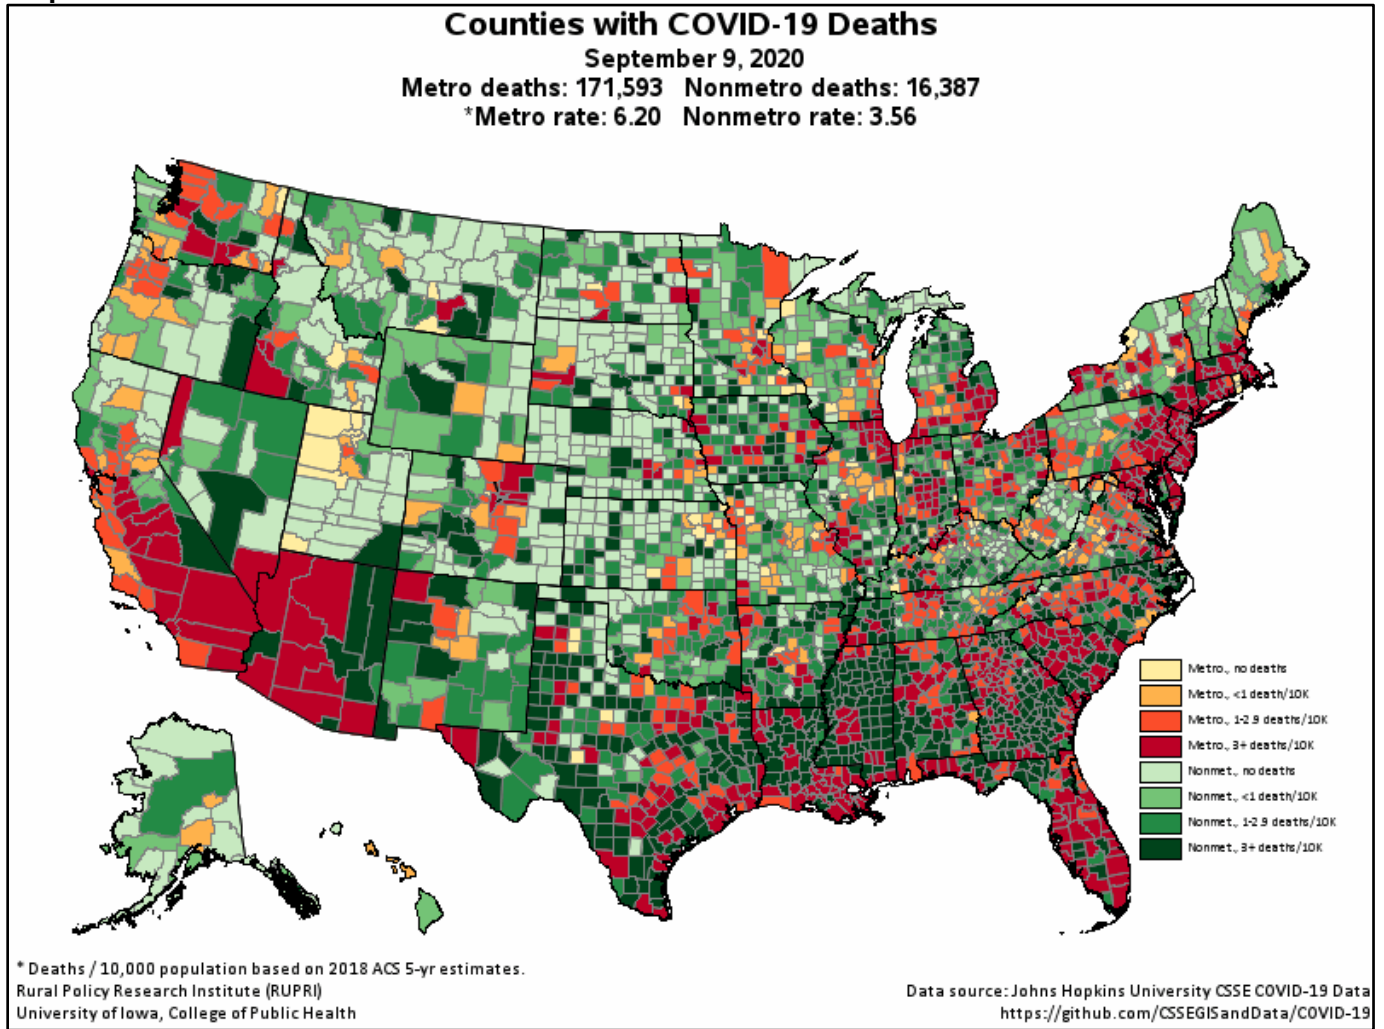 Counties with COVID-19 Deaths
September 9, 2020
Metro deaths: 171,593 Nonmetro deaths: 16,387
*Metro rate: 6.20 Nonmetro rate: 3.56
Metro., no deaths
Metro., <1 death/10K
Metro., 1-2.9 deaths/10K
Metro., 3+ deaths/10K
Nonmet., no deaths
Nonmet., <1 death/10K
Nonmet., 1-2.9 deaths/10K
Nonmet., 3+ deaths/10K
* Deaths / 10,000 population based on 2018 ACS 5-yr estimates.
Rural Policy Research Institute (RUPRI)
University of Iowa, College of Public Health
Data source: Johns Hopkins University CSSE COVID-19 Data
https://github.com/CSSEGISandData/COVID-19